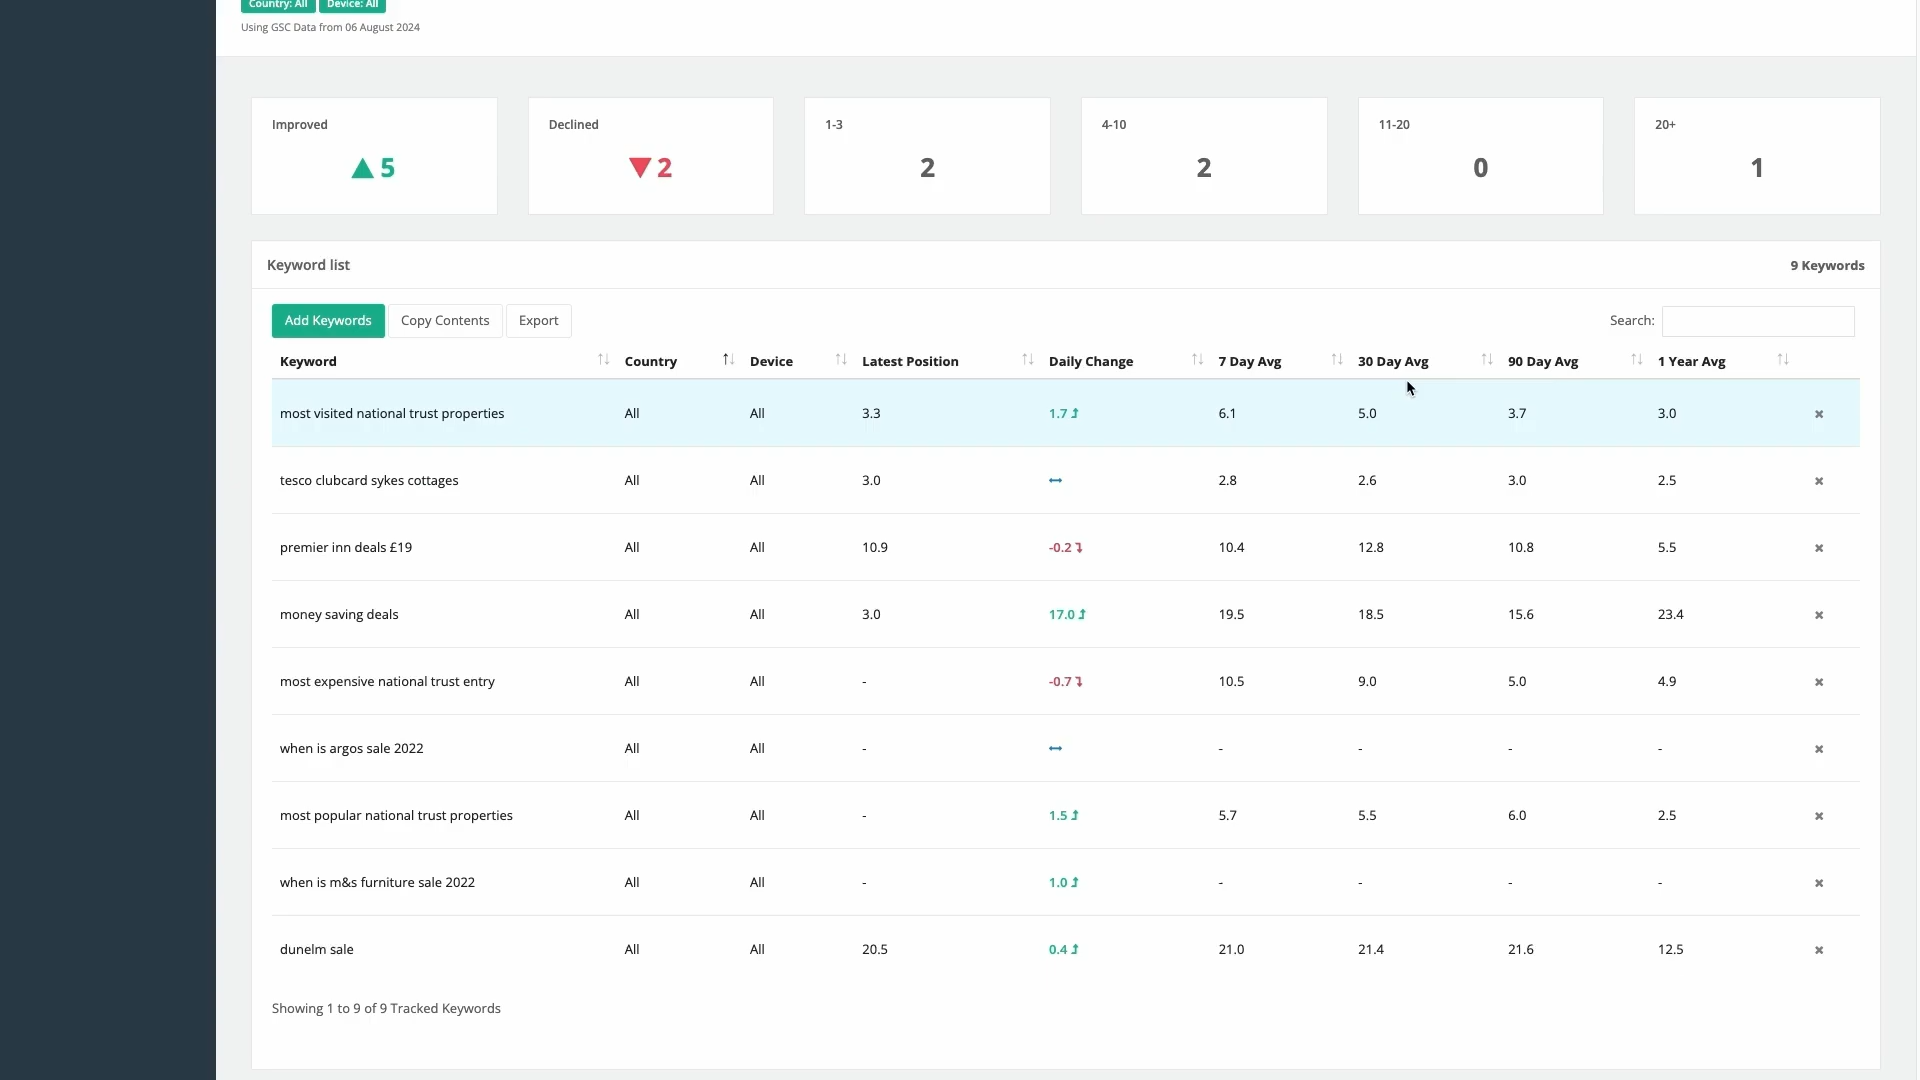 Country: All Device: All
Using GSC Data from 06 August 2024
Improved Declined 1-3 4-10 11-20 20+
5 2 2 2 0 1
Keyword list 9 Keywords
Add Keywords Copy Contents Export Search:
Keyword Country Device Latest Position Daily Change 7 Day Avg 30 Day Avg 90 Day Avg 1 Year Avg
most visited national trust properties All All 3.3 1.7 6.1 5.0 3.7 3.0
tesco clubcard sykes cottages All All 3.0 2.8 2.6 3.0 2.5
premier inn deals £19 All All 10.9 -0.2 10.4 12.8 10.8 5.5
money saving deals All All 3.0 17.0 19.5 18.5 15.6 23.4
most expensive national trust entry All All - -0.7 10.5 9.0 5.0 4.9
when is argos sale 2022 All All - - - - -
most popular national trust properties All All - 1.5 5.7 5.5 6.0 2.5
when is m&s furniture sale 2022 All All - 1.0 - - - -
dunelm sale All All 20.5 0.4 21.0 21.4 21.6 12.5
Showing 1 to 9 of 9 Tracked Keywords